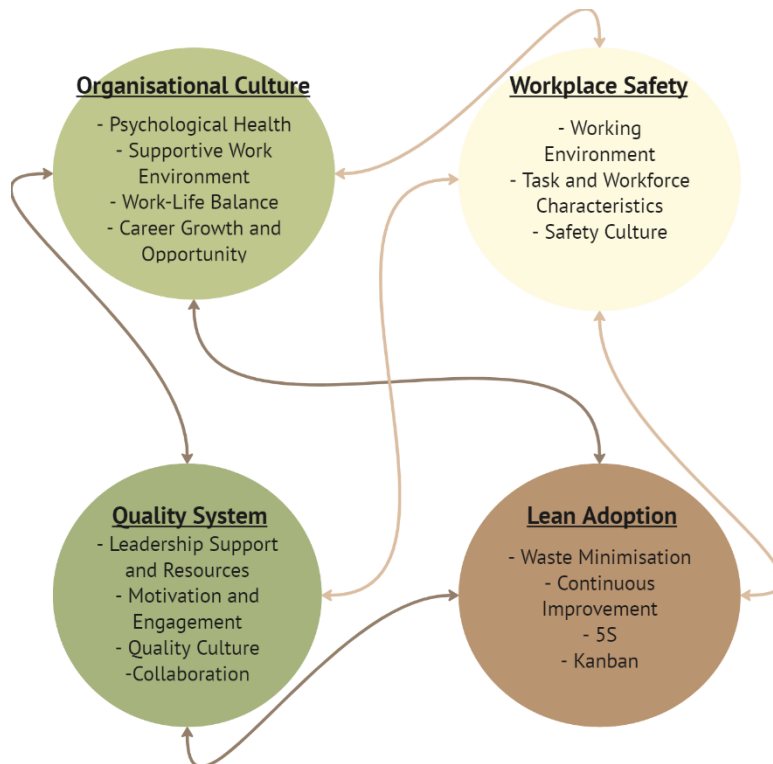 Organisational Culture
- Psychological Health
- Supportive Work
Environment
- Work-Life Balance
- Career Growth and
Opportunity
Workplace Safety
- Working
Environment
- Task and Workforce
Characteristics
- Safety Culture
Quality System
- Leadership Support
and Resources
- Motivation and
Engagement
- Quality Culture
-Collaboration
Lean Adoption
- Waste Minimisation
- Continuous
Improvement
- 5S
- Kanban